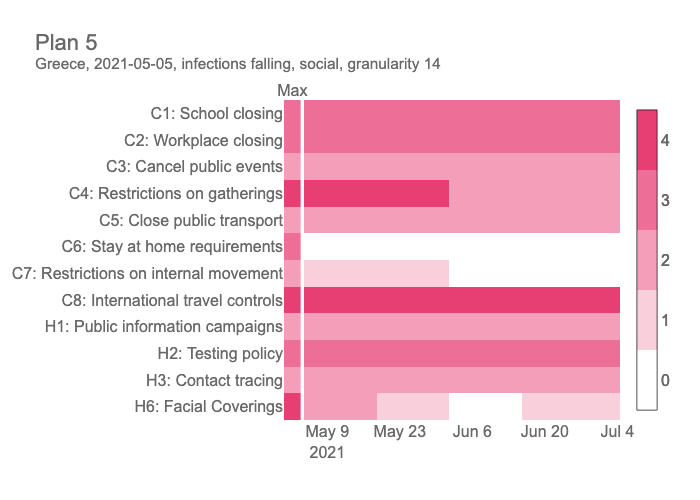 Plan 5
Greece, 2021-05-05, infections falling, social, granularity 14
Max
C1: School closing
C2: Workplace closing
C3: Cancel public events
C4: Restrictions on gatherings
C5: Close public transport
C6: Stay at home requirements
C7: Restrictions on internal movement
C8: International travel controls
H1: Public information campaigns
H2: Testing policy
H3: Contact tracing
H6: Facial Coverings
May 9 May 23 Jun 6 Jun 20 Jul 4
2021
4
3
2
1
0